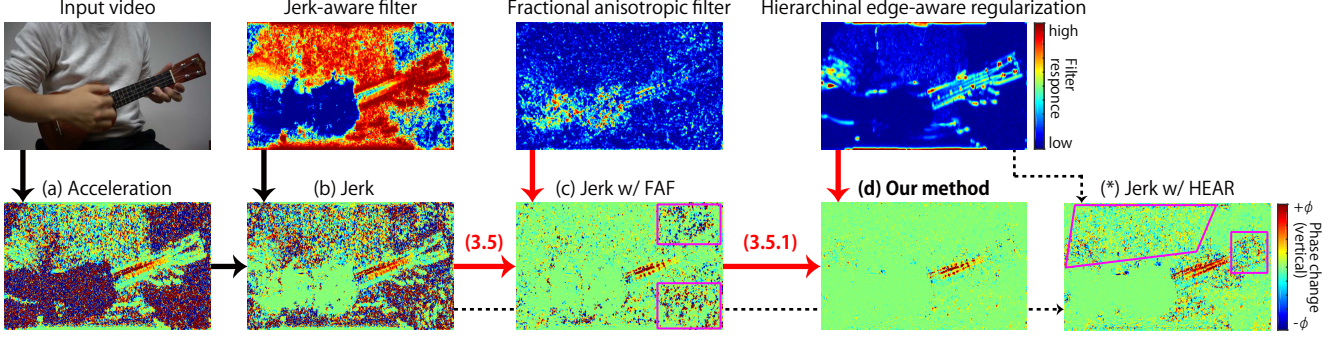 Input video
Jerk-aware filter
Fractional anisotropic filter
Hierarchinal edge-aware regularization
high
Filter
responce
low
(a) Acceleration
(b) Jerk
(c) Jerk w/ FAF
(d) Our method
(*) Jerk w/ HEAR
(3.5)
(3.5.1)
+ϕ
Phase change
(vertical)
-ϕ